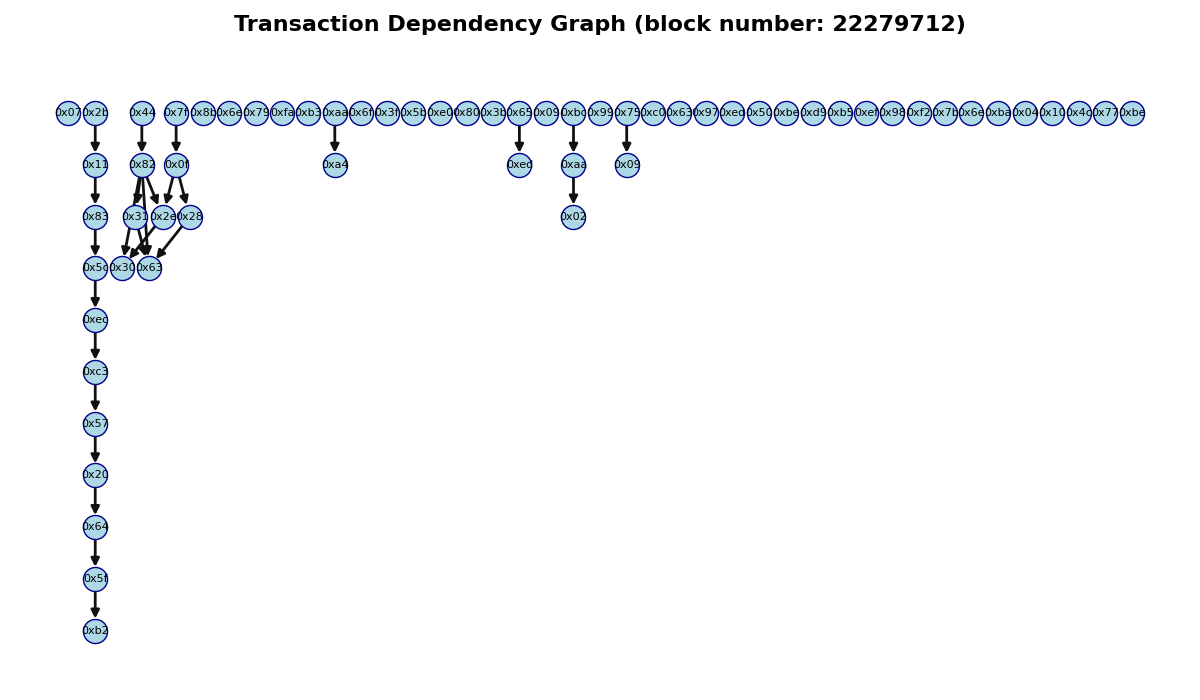 Transaction Dependency Graph (block number: 22279712)
0x07 0x2b 0x44 0x7f 0x8b 0x6e 0x79 0xfa 0xb3 0xaa 0x6f 0x3f 0x5b 0xe0 0x80 0x3b 0x65 0x09 0xbc 0x99 0x75 0xc0 0x63 0x97 0xed 0x50 0xbe 0xd9 0xb5 0xef 0x98 0xf2 0x7b 0x6e 0xba 0x04 0x10 0x4c 0x77 0xbe
0x11 0x82 0x0f 0xa4 0xed 0xaa 0x09
0x83 0x31 0x2e 0x28 0x02
0x5c 0x30 0x63
0xec
0xc3
0x57
0x20
0x64
0x5f
0xb2